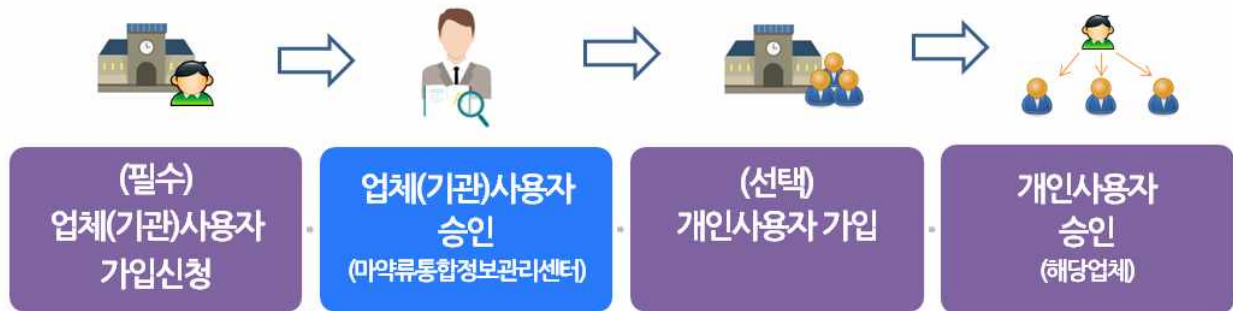 (필수)
업체(기관)사용자
가입신청
업체(기관)사용자
승인
(마약류통합정보관리센터)
(선택)
개인사용자 가입
개인사용자
승인
(해당업체)